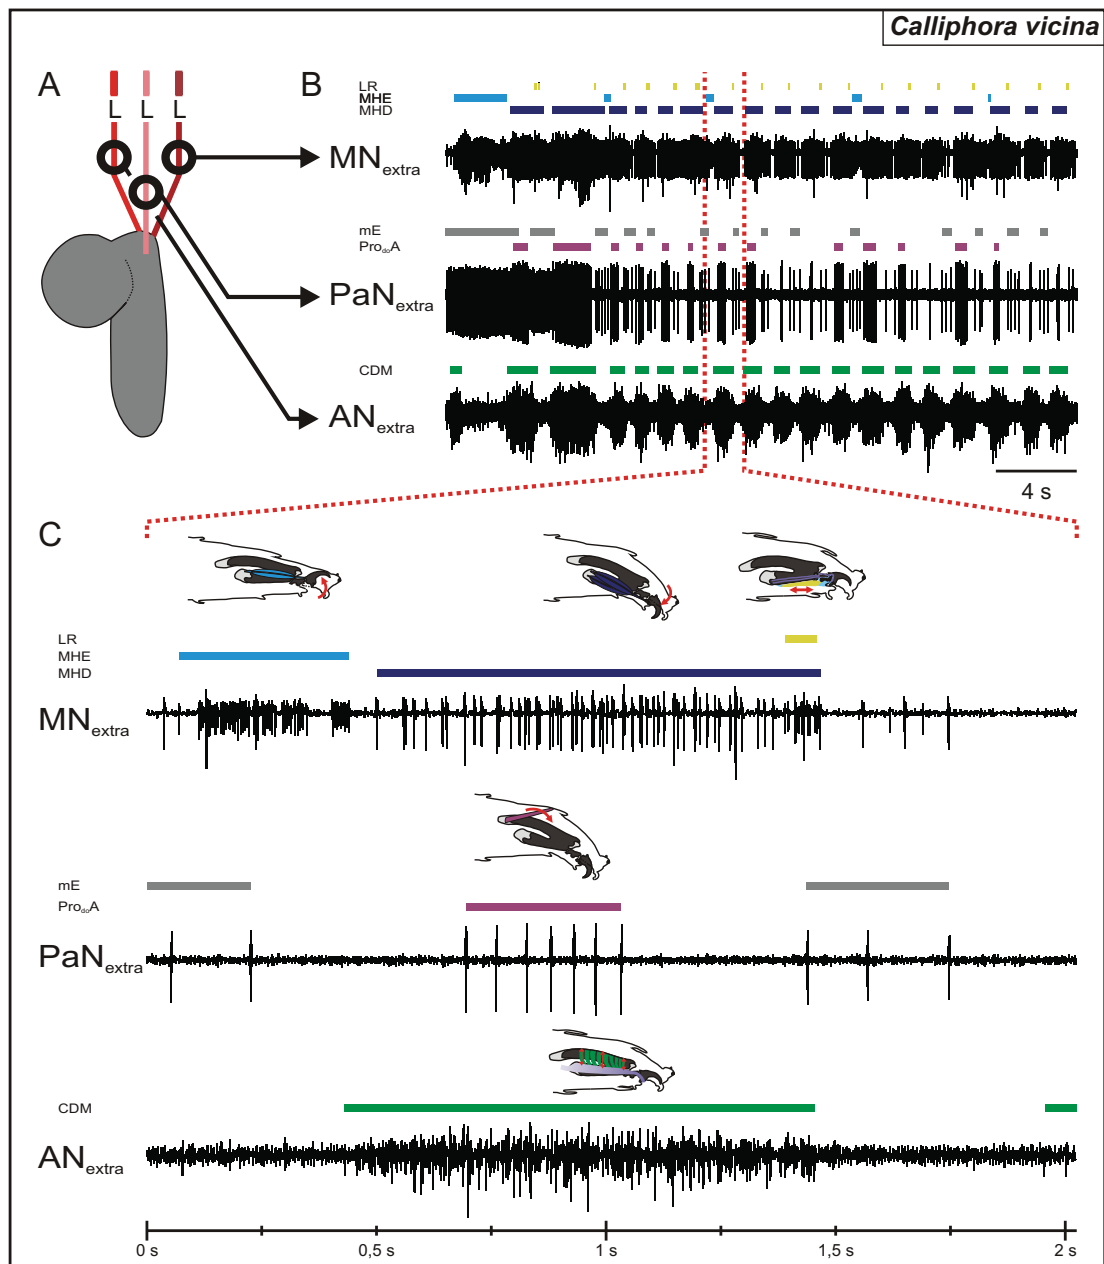 Calliphora vicina
A
B
L L L
LR
MHE
MHD
MNextra
mE
ProdoA
PaNextra
CDM
ANextra
4 s
C
LR
MHE
MHD
MNextra
mE
ProdoA
PaNextra
CDM
ANextra
0 s 0,5 s 1 s 1,5 s 2 s